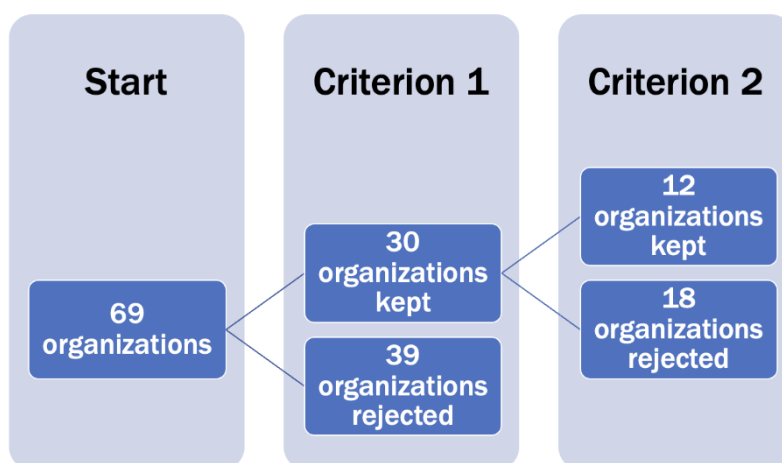 Start
Criterion 1
Criterion 2
69
organizations
30
organizations
kept
39
organizations
rejected
12
organizations
kept
18
organizations
rejected